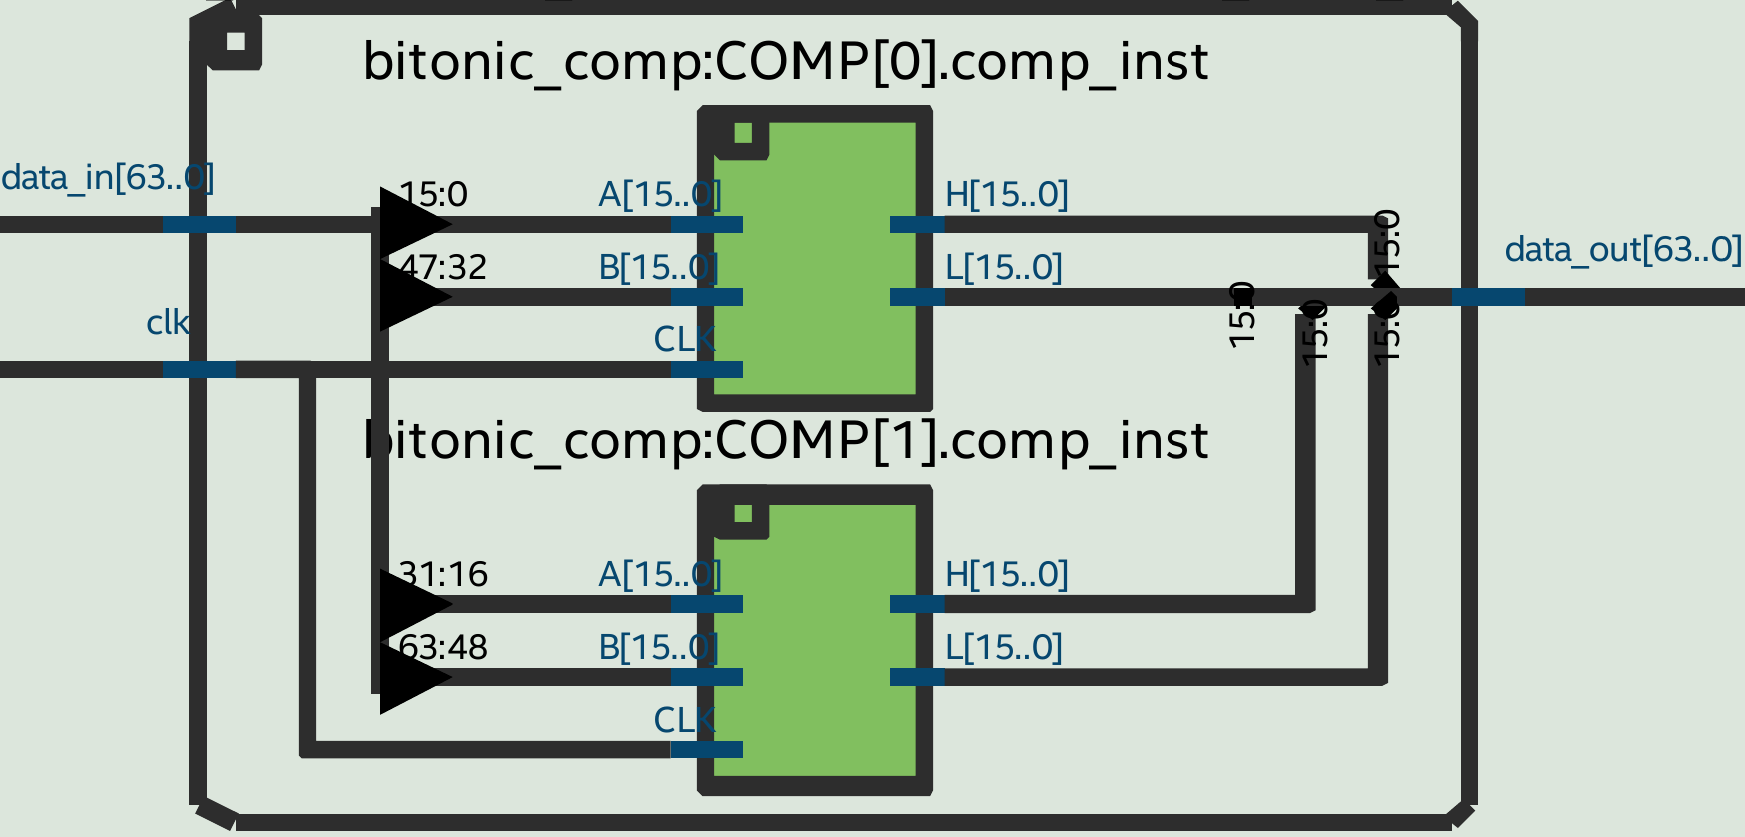 bitonic_comp:COMP[0].comp_inst
data_in[63..0]
15:0
A[15..0]
H[15..0]
15:0
data_out[63..0]
47:32
B[15..0]
L[15..0]
15:0
15:0
15:0
clk
CLK
bitonic_comp:COMP[1].comp_inst
31:16
A[15..0]
H[15..0]
63:48
B[15..0]
L[15..0]
CLK